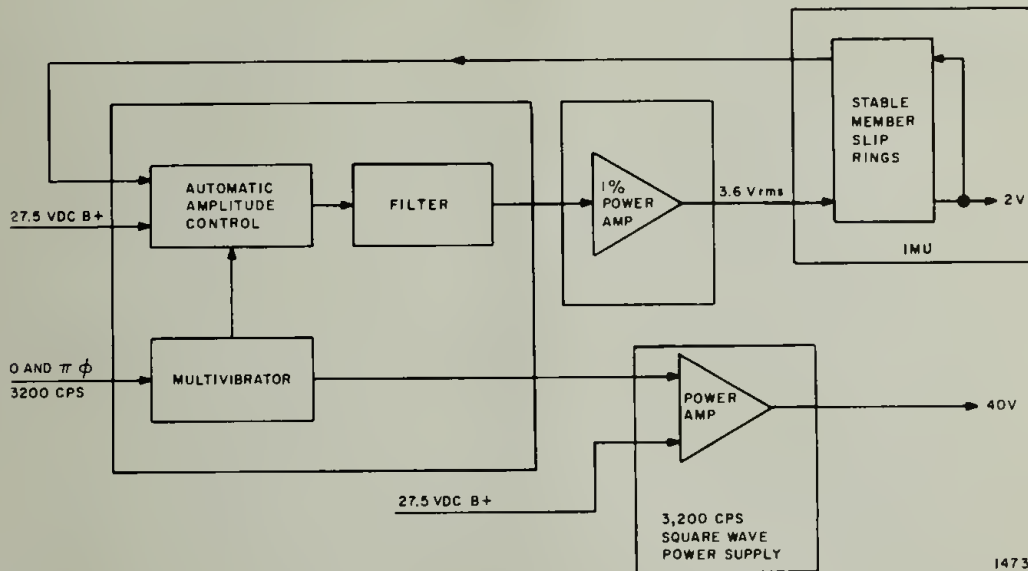 STABLE
MEMBER
SLIP
RINGS
2V
IMU
27.5 VDC B+
AUTOMATIC
AMPLITUDE
CONTROL
FILTER
1%
POWER
AMP
3.6 Vrms
0 AND π ϕ
3200 CPS
MULTIVIBRATOR
POWER
AMP
40V
27.5 VDC B+
3,200 CPS
SQUARE WAVE
POWER SUPPLY
1473